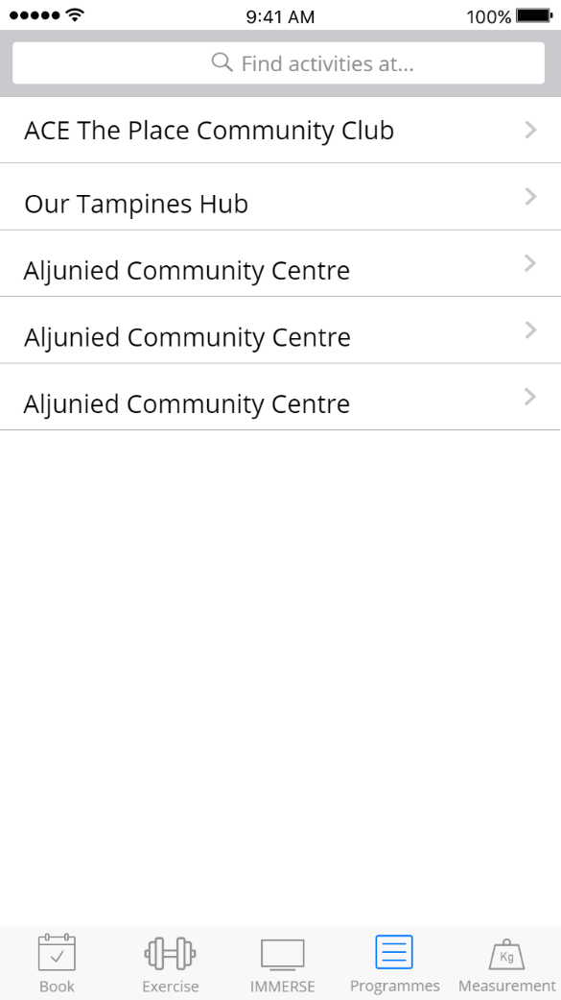 9:41 AM 100%
Find activities at...
ACE The Place Community Club
Our Tampines Hub
Aljunied Community Centre
Aljunied Community Centre
Aljunied Community Centre
Kg
Book Exercise IMMERSE Programmes Measurement